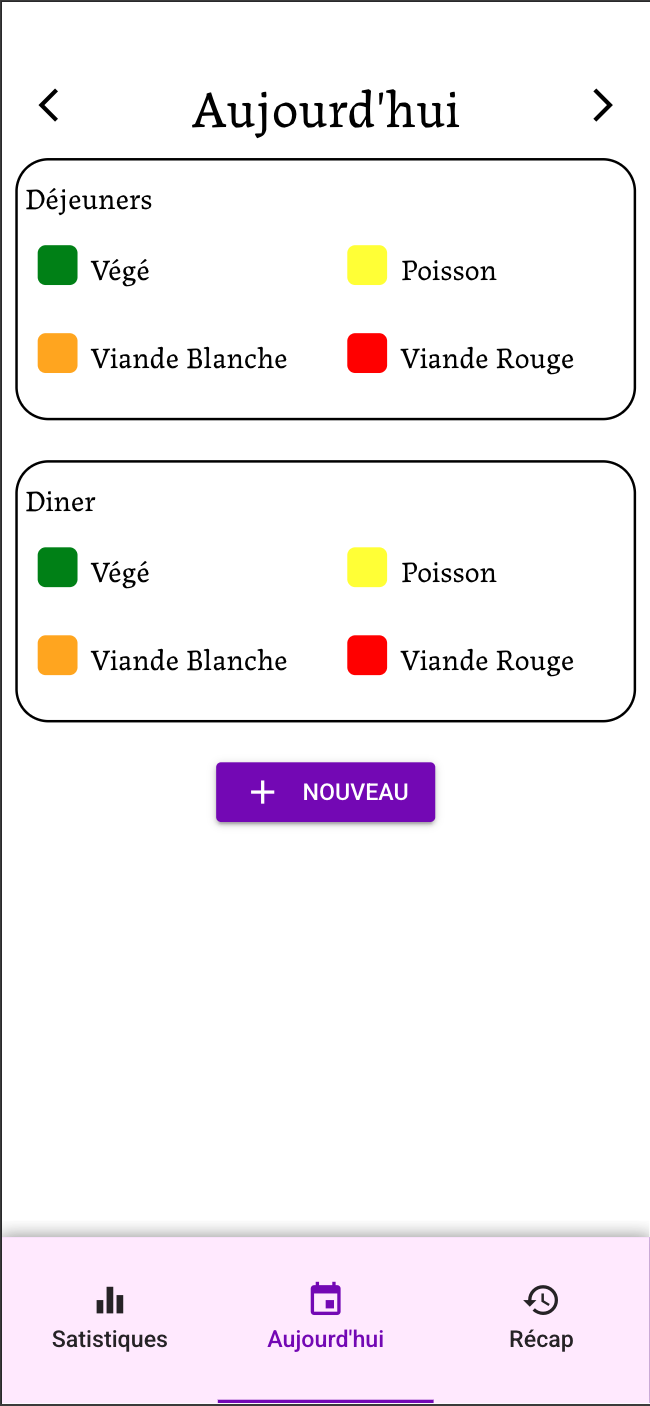 Aujourd'hui
Déjeuners
Végé
Poisson
Viande Blanche
Viande Rouge
Diner
Végé
Poisson
Viande Blanche
Viande Rouge
NOUVEAU
Satistiques
Aujourd'hui
Récap